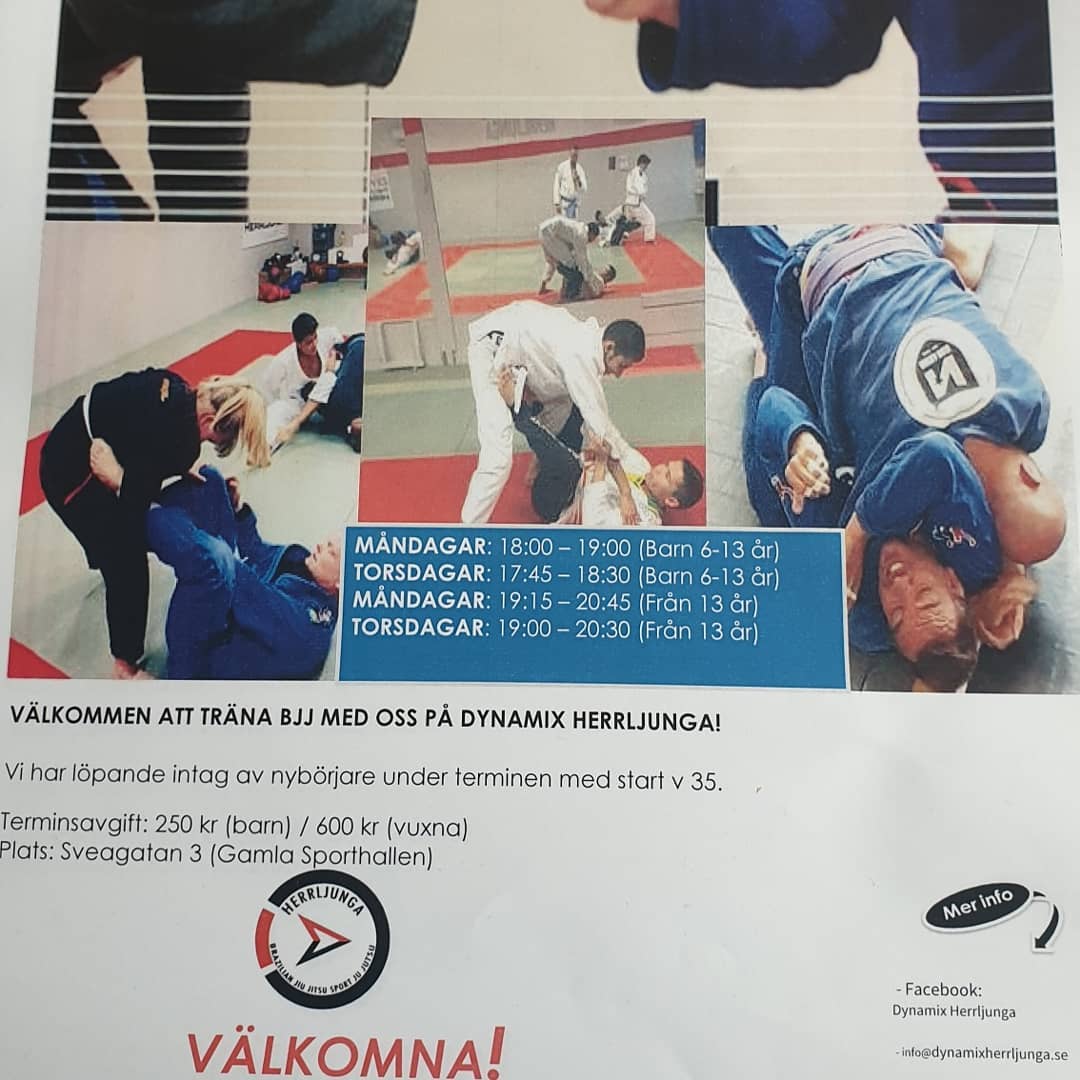 MÅNDAGAR: 18:00 – 19:00 (Barn 6-13 år)
TORSDAGAR: 17:45 – 18:30 (Barn 6-13 år)
MÅNDAGAR: 19:15 – 20:45 (Från 13 år)
TORSDAGAR: 19:00 – 20:30 (Från 13 år)
VÄLKOMMEN ATT TRÄNA BJJ MED OSS PÅ DYNAMIX HERRLJUNGA!
Vi har löpande intag av nybörjare under terminen med start v 35.
Terminsavgift: 250 kr (barn) / 600 kr (vuxna)
Plats: Sveagatan 3 (Gamla Sporthallen)
HERRLJUNGA
BRAZILIAN JIU JITSU SPORT JU JUTSU
VÄLKOMNA!
Mer info
- Facebook:
Dynamix Herrljunga
- info@dynamixherrljunga.se